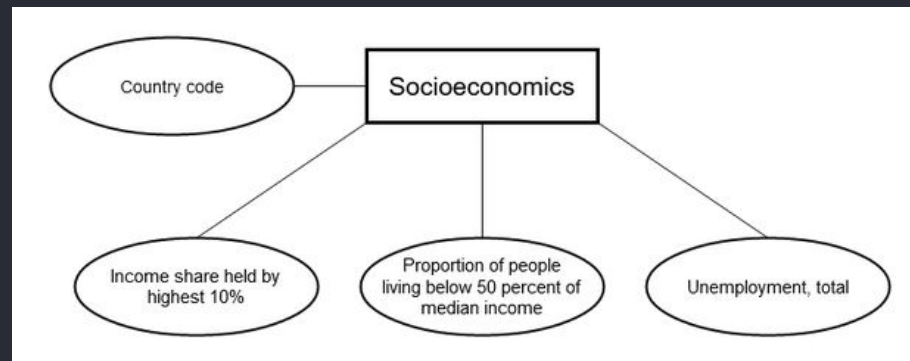 Country code
Socioeconomics
Income share held by
highest 10%
Proportion of people
living below 50 percent of
median income
Unemployment, total